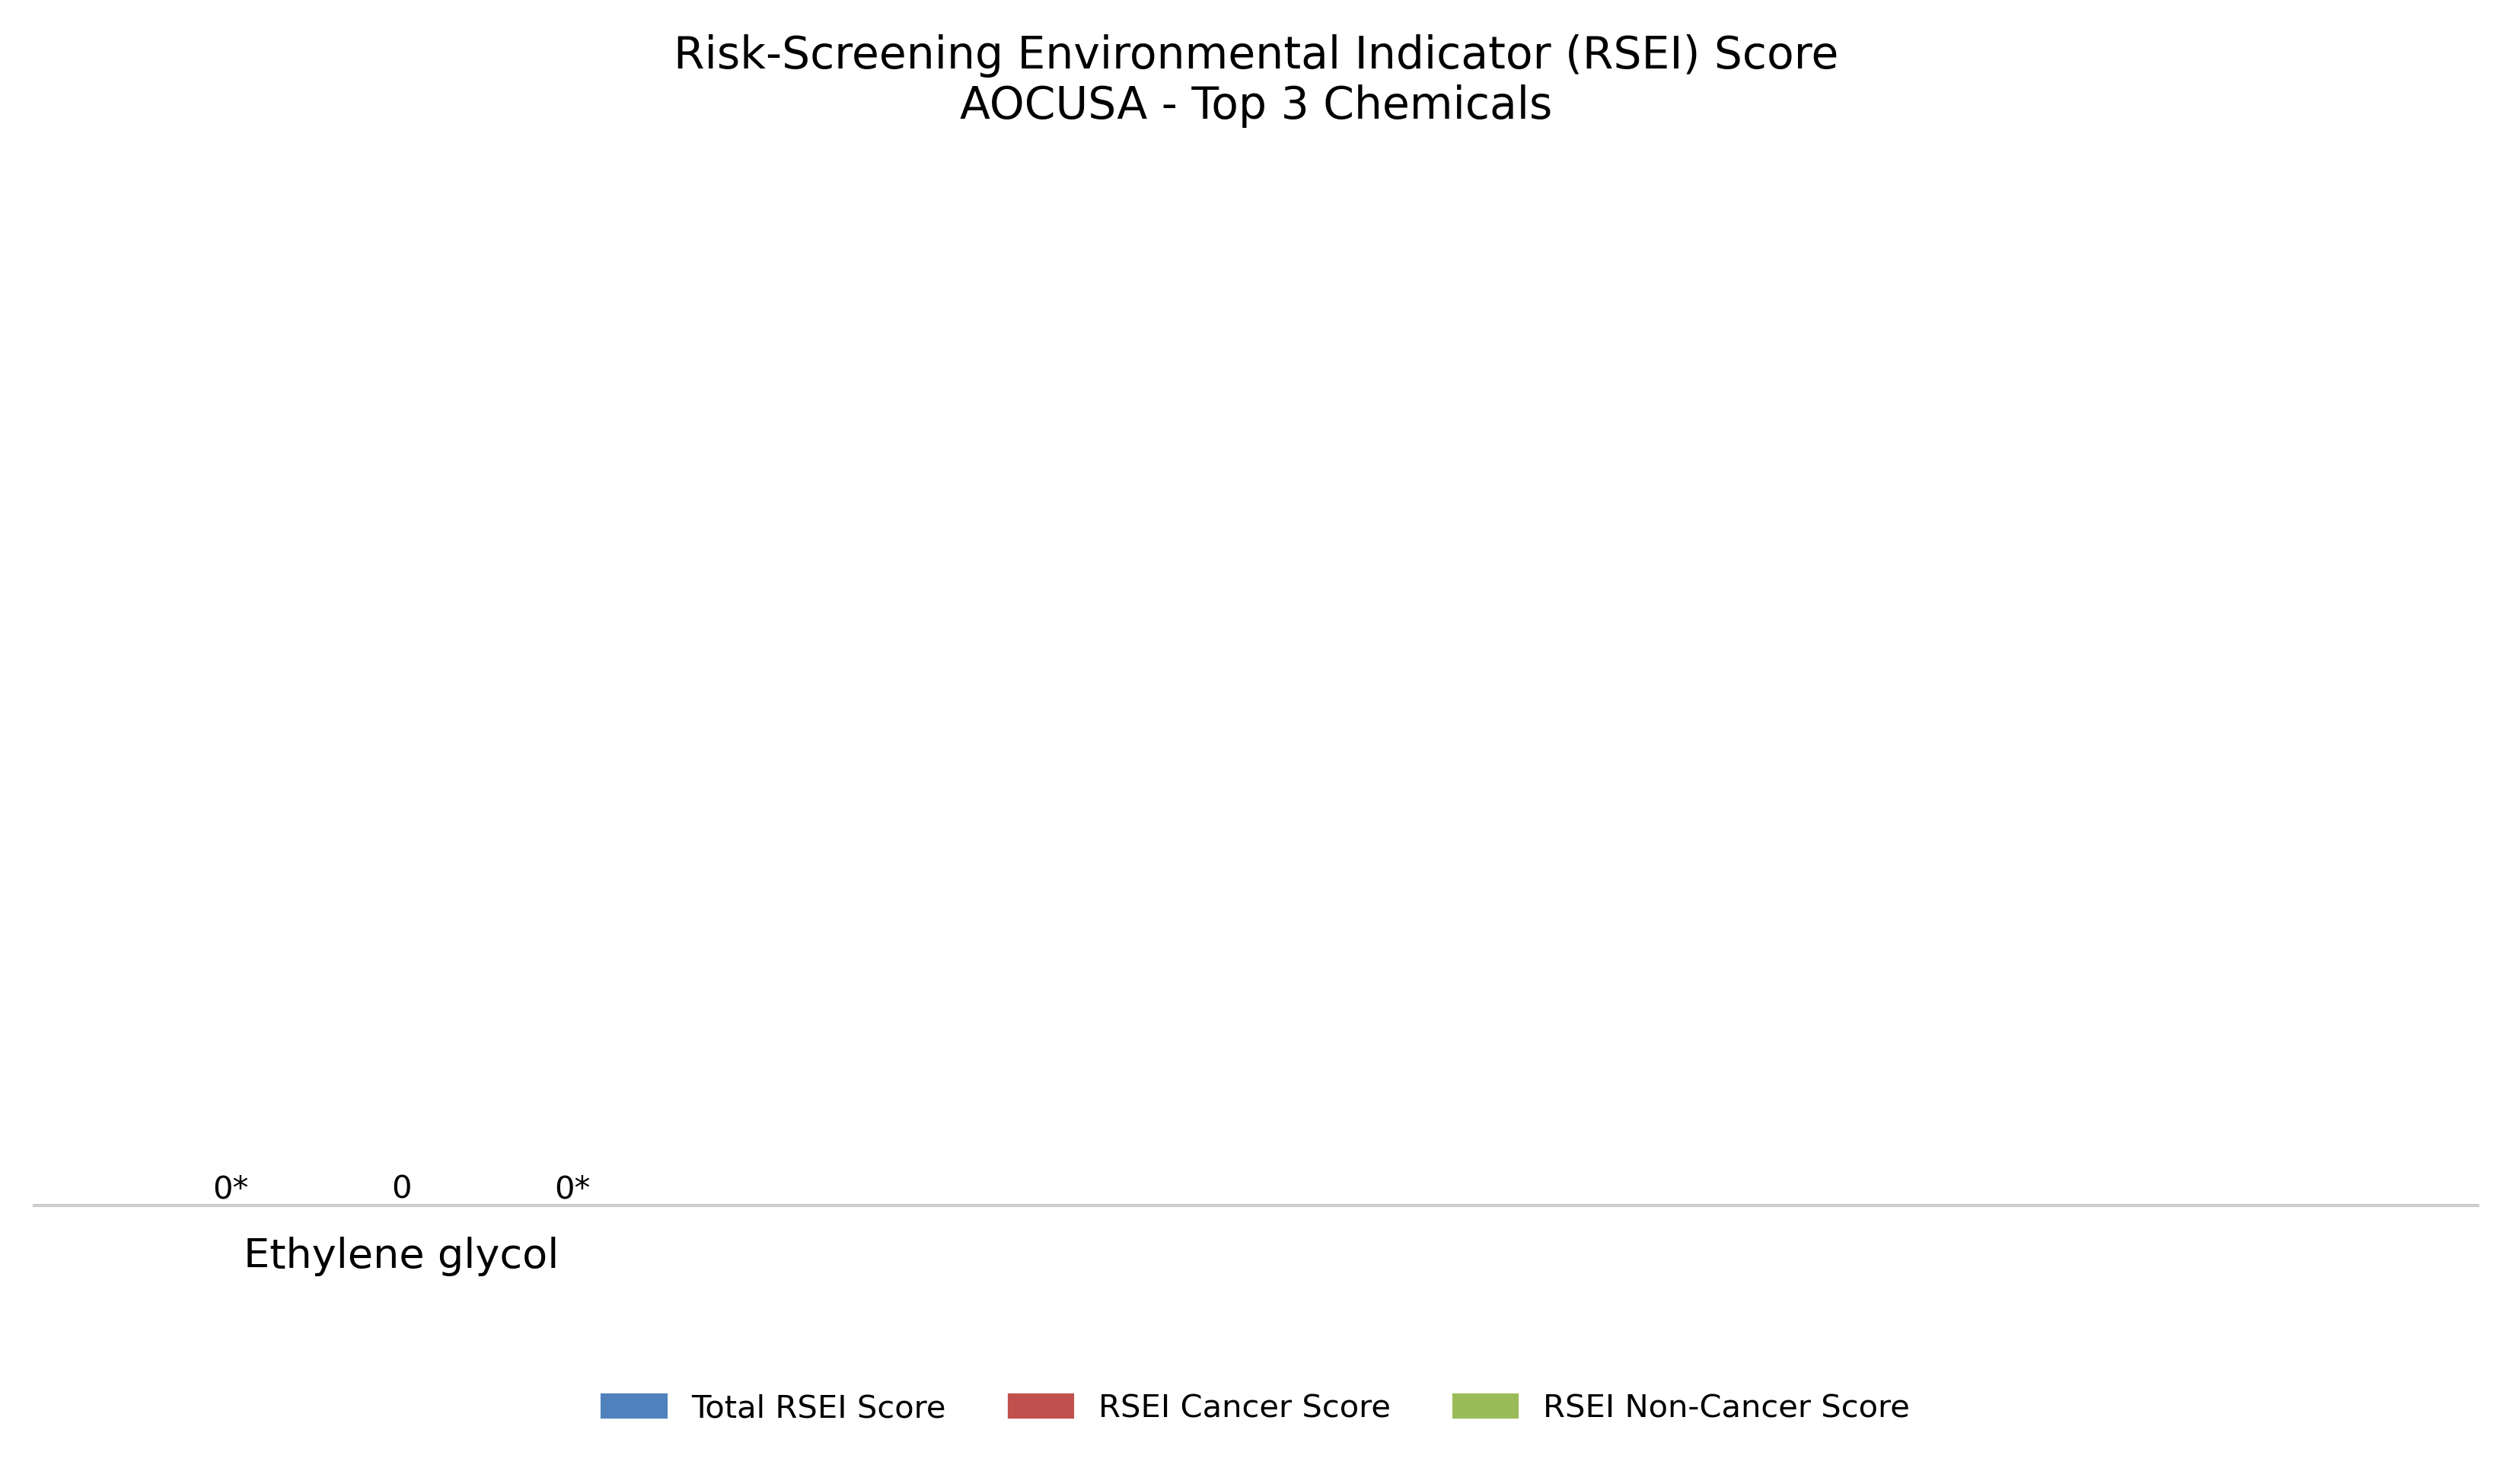 Risk-Screening Environmental Indicator (RSEI) Score
AOCUSA - Top 3 Chemicals
0* 0 0*
Ethylene glycol
Total RSEI Score RSEI Cancer Score RSEI Non-Cancer Score